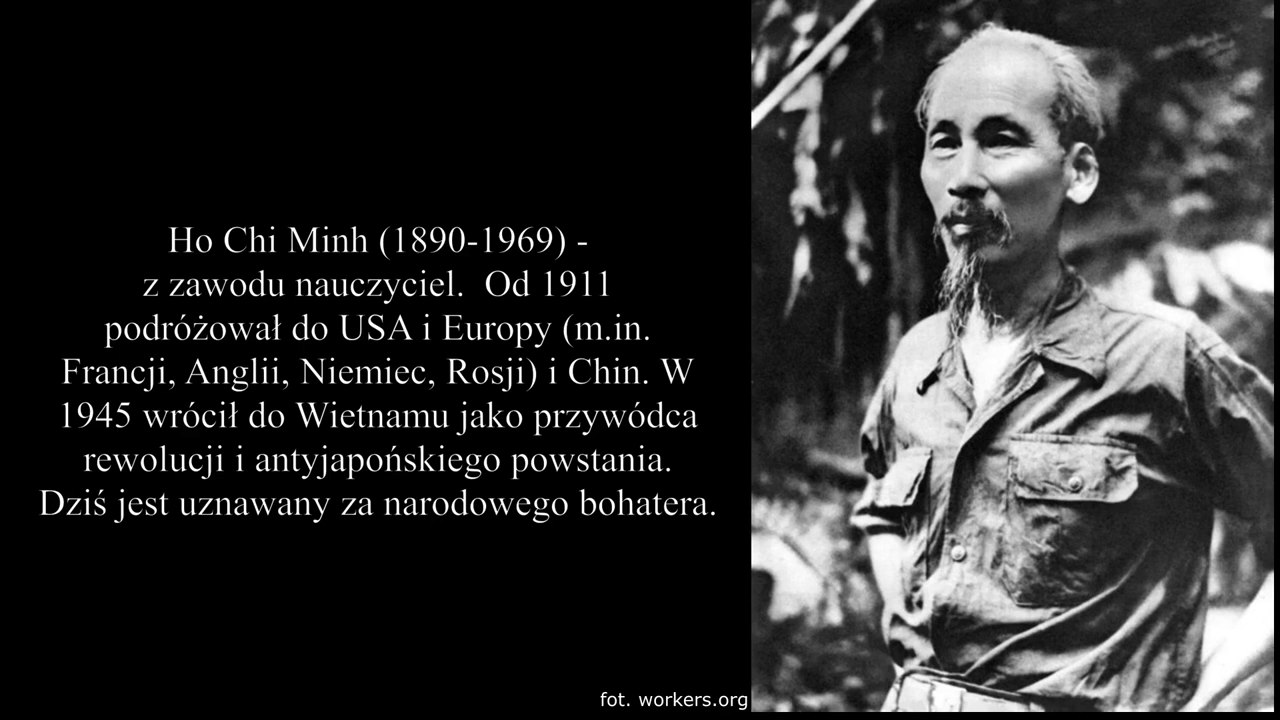 Ho Chi Minh (1890-1969) -
z zawodu nauczyciel. Od 1911
podróżował do USA i Europy (m.in.
Francji, Anglii, Niemiec, Rosji) i Chin. W
1945 wrócił do Wietnamu jako przywódca
rewolucji i antyjapońskiego powstania.
Dziś jest uznawany za narodowego bohatera.
fot. workers.org